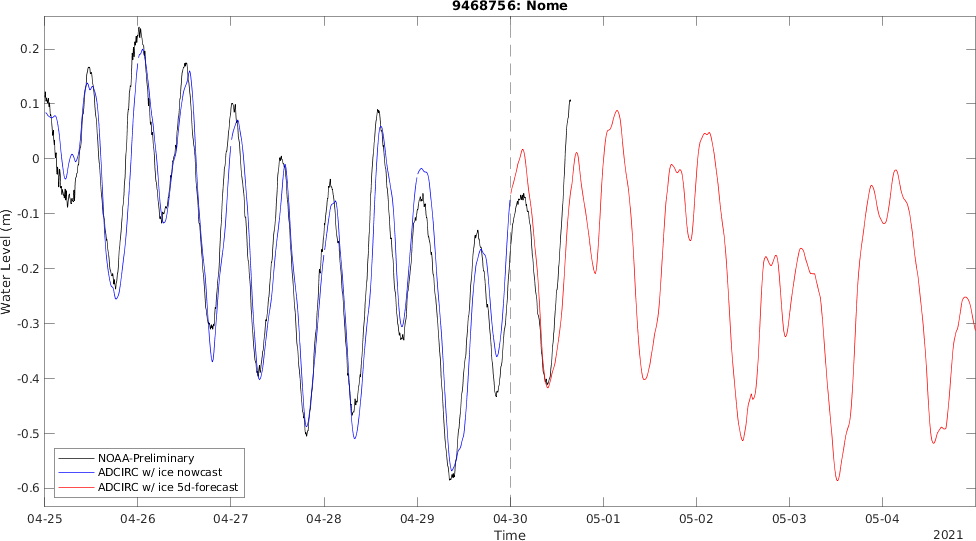 9468756: Nome
0.2
0.1
0
-0.1
-0.2
-0.3
-0.4
-0.5
-0.6
Water Level (m)
NOAA-Preliminary
ADCIRC w/ ice nowcast
ADCIRC w/ ice 5d-forecast
04-25 04-26 04-27 04-28 04-29 04-30 05-01 05-02 05-03 05-04
Time
2021